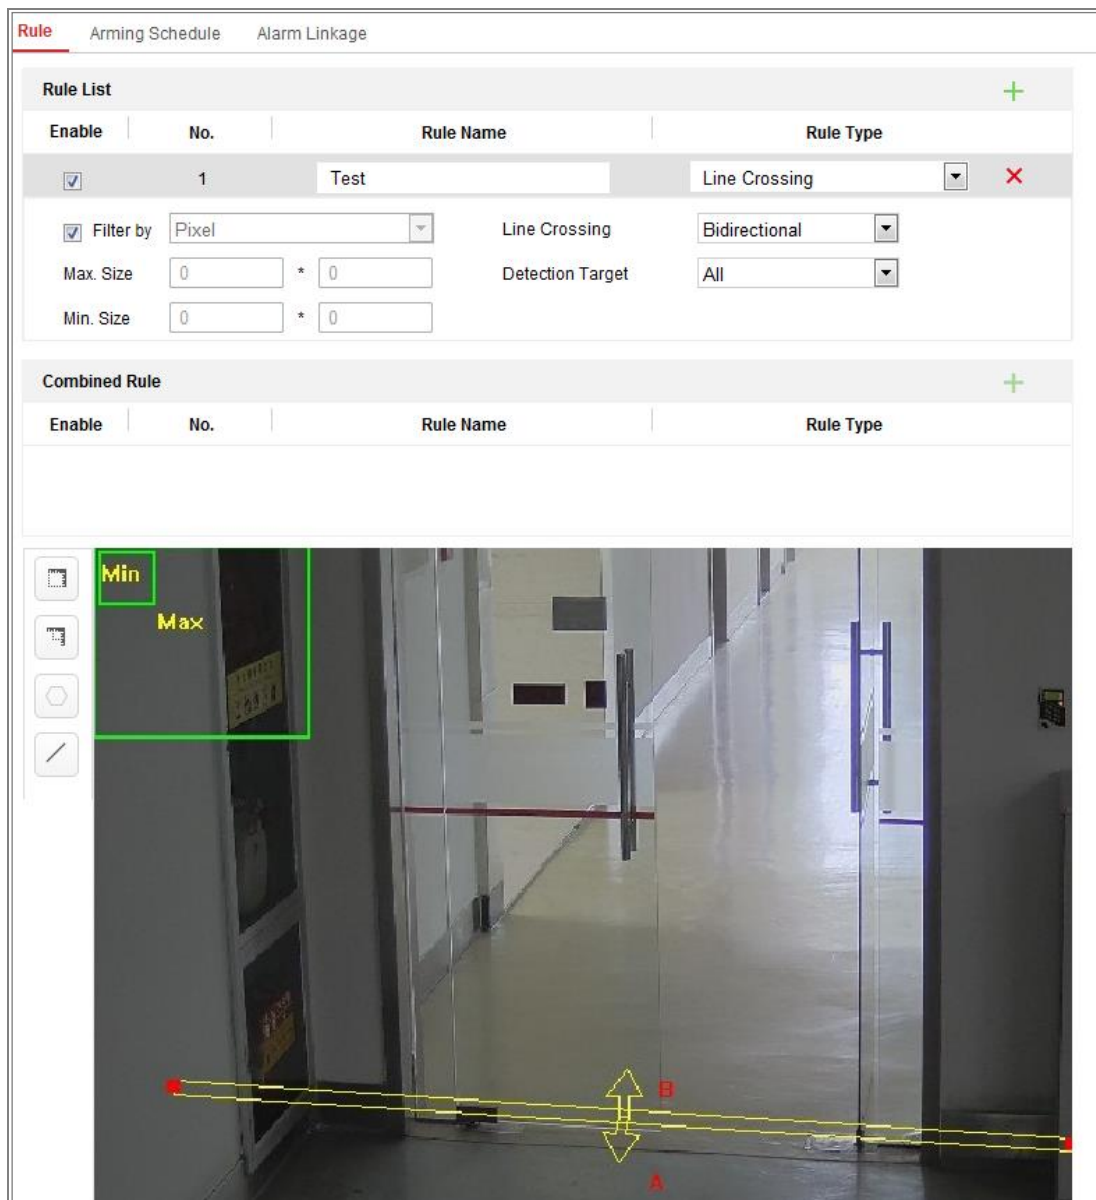 Rule Arming Schedule Alarm Linkage
Rule List
Enable No. Rule Name Rule Type
1 Test Line Crossing
Filter by Pixel Line Crossing Bidirectional
Max. Size 0 * 0 Detection Target All
Min. Size 0 * 0
Combined Rule
Enable No. Rule Name Rule Type
Min
Max
B
A